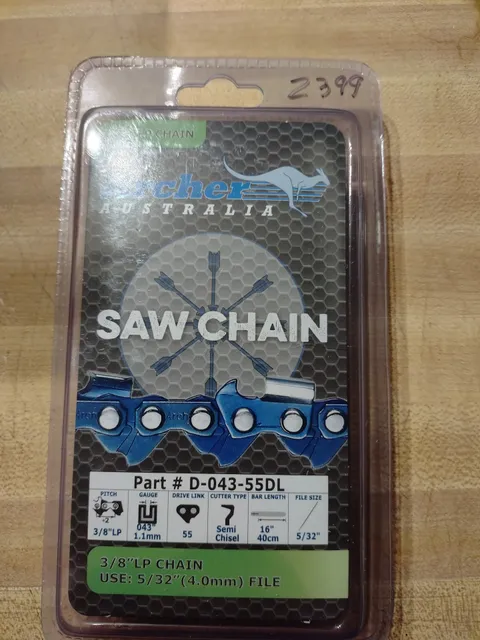 2399
CHAIN
Archer
AUSTRALIA
SAW CHAIN
Part # D-043-55DL
PITCH GAUGE DRIVE LINK CUTTER TYPE BAR LENGTH FILE SIZE
-2-
3/8"LP
.043"
1.1mm
55
Semi
Chisel
16"
40cm
5/32"
3/8"LP CHAIN
USE: 5/32"(4.0mm) FILE